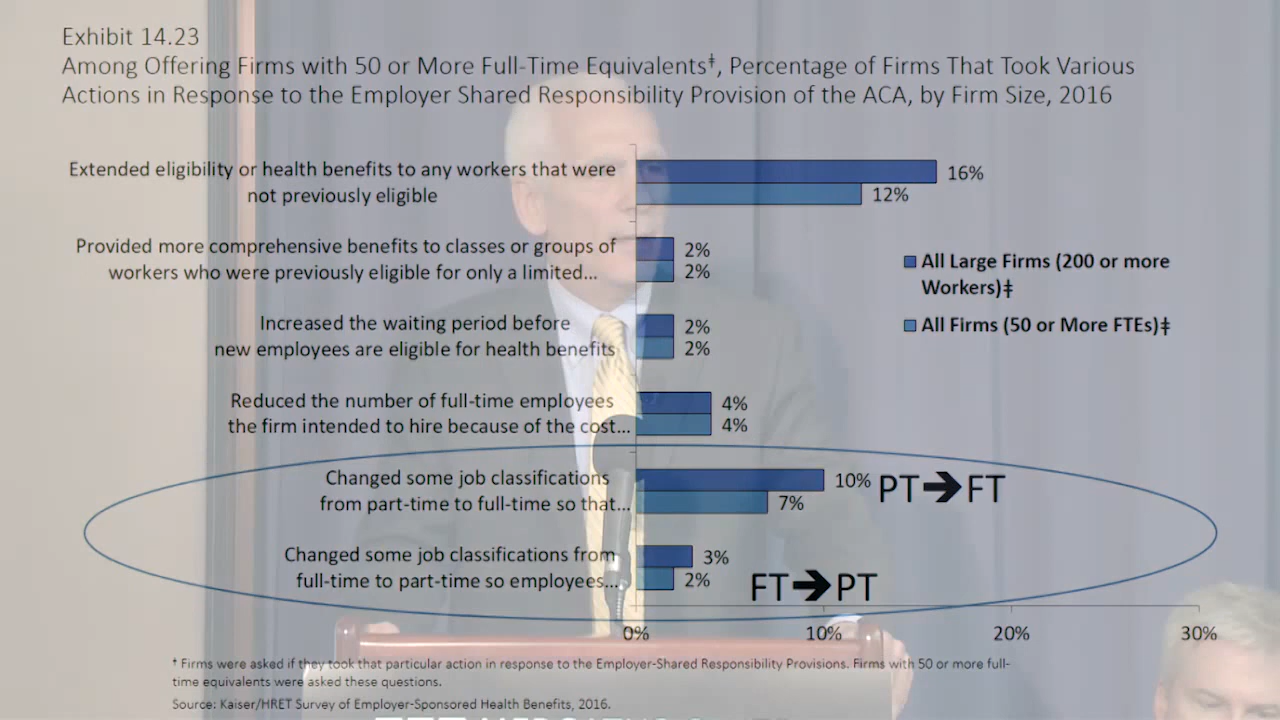 Exhibit 14.23
Among Offering Firms with 50 or More Full-Time Equivalents‡, Percentage of Firms That Took Various
Actions in Response to the Employer Shared Responsibility Provision of the ACA, by Firm Size, 2016
Extended eligibility or health benefits to any workers that were
not previously eligible
16%
12%
Provided more comprehensive benefits to classes or groups of
workers who were previously eligible for only a limited...
2%
2%
Increased the waiting period before
new employees are eligible for health benefits
2%
2%
Reduced the number of full-time employees
the firm intended to hire because of the cost...
4%
4%
Changed some job classifications
from part-time to full-time so that...
10%
7%
PT➔FT
Changed some job classifications from
full-time to part-time so employees...
3%
2%
FT➔PT
All Large Firms (200 or more
Workers)‡
All Firms (50 or More FTEs)‡
0% 10% 20% 30%
‡ Firms were asked if they took that particular action in response to the Employer-Shared Responsibility Provisions. Firms with 50 or more full-
time equivalents were asked these questions.
Source: Kaiser/HRET Survey of Employer-Sponsored Health Benefits, 2016.